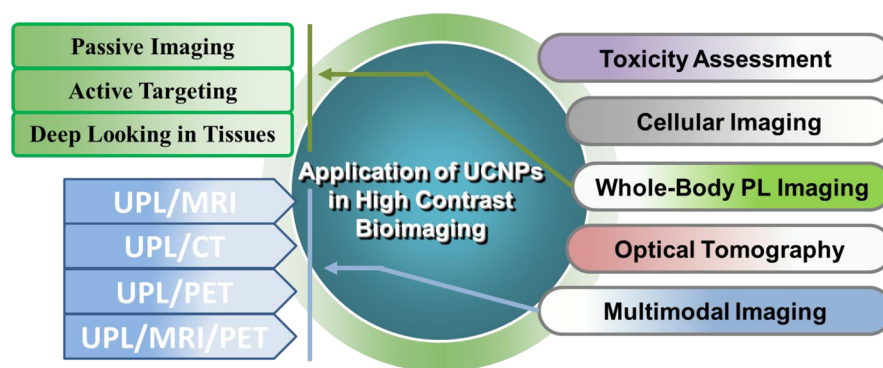 Passive Imaging
Active Targeting
Deep Looking in Tissues
UPL/MRI
UPL/CT
UPL/PET
UPL/MRI/PET
Application of UCNPs
in High Contrast
Bioimaging
Toxicity Assessment
Cellular Imaging
Whole-Body PL Imaging
Optical Tomography
Multimodal Imaging